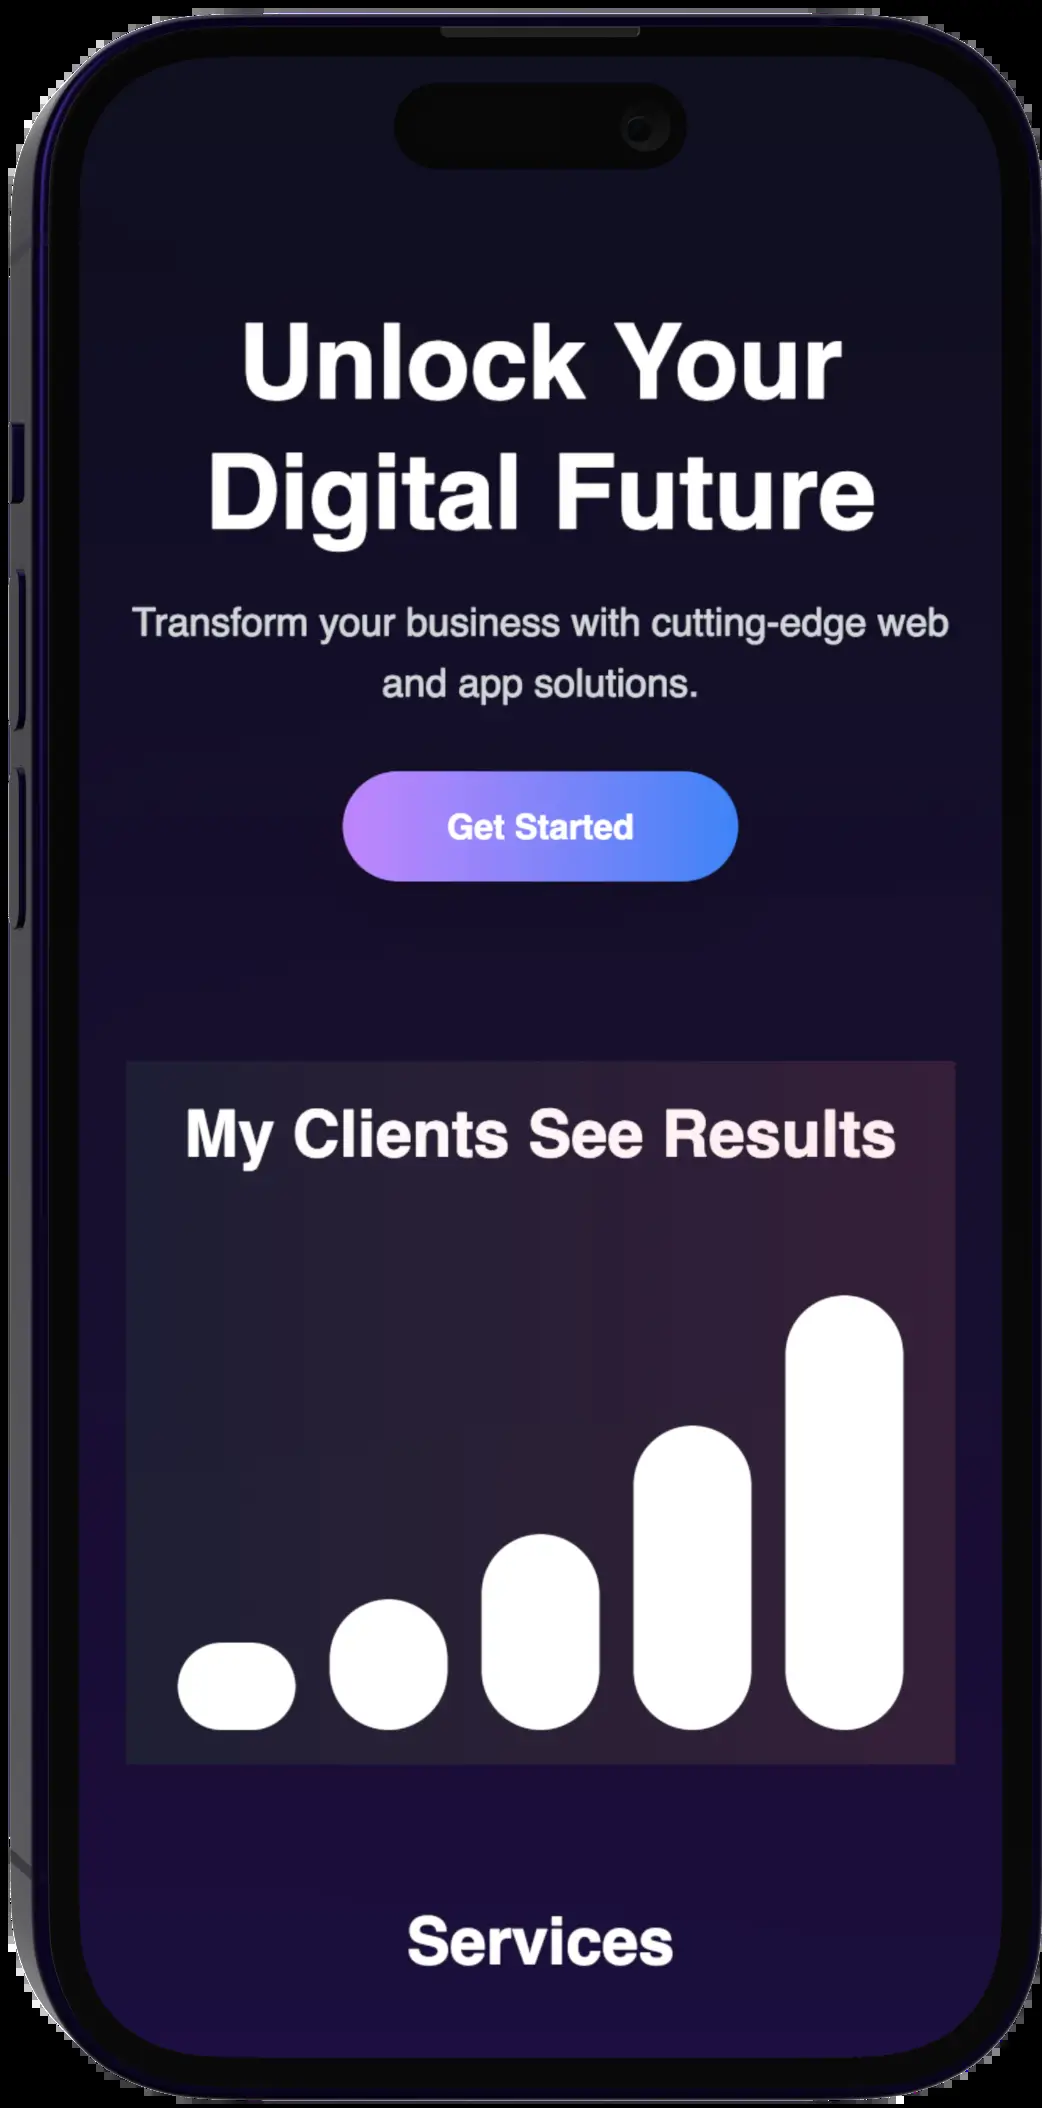 Unlock Your
Digital Future
Transform your business with cutting-edge web
and app solutions.
Get Started
My Clients See Results
Services